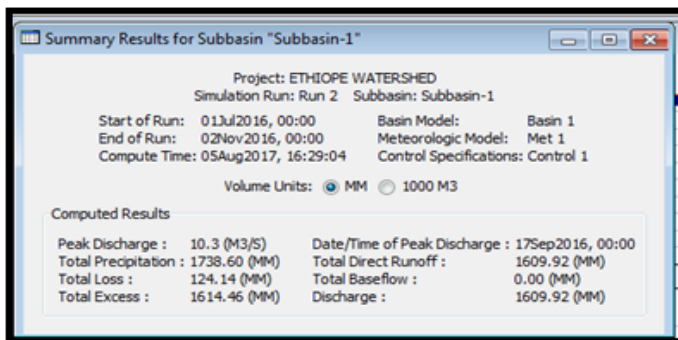 Summary Results for Subbasin "Subbasin-1"
Project: ETHIOPE WATERSHED
Simulation Run: Run 2 Subbasin: Subbasin-1
Start of Run: 01Jul2016, 00:00 Basin Model: Basin 1
End of Run: 02Nov2016, 00:00 Meteorologic Model: Met 1
Compute Time: 05Aug2017, 16:29:04 Control Specifications: Control 1
Volume Units: MM 1000 M3
Computed Results
Peak Discharge : 10.3 (M3/S) Date/Time of Peak Discharge : 17Sep2016, 00:00
Total Precipitation : 1738.60 (MM) Total Direct Runoff : 1609.92 (MM)
Total Loss : 124.14 (MM) Total Baseflow : 0.00 (MM)
Total Excess : 1614.46 (MM) Discharge : 1609.92 (MM)